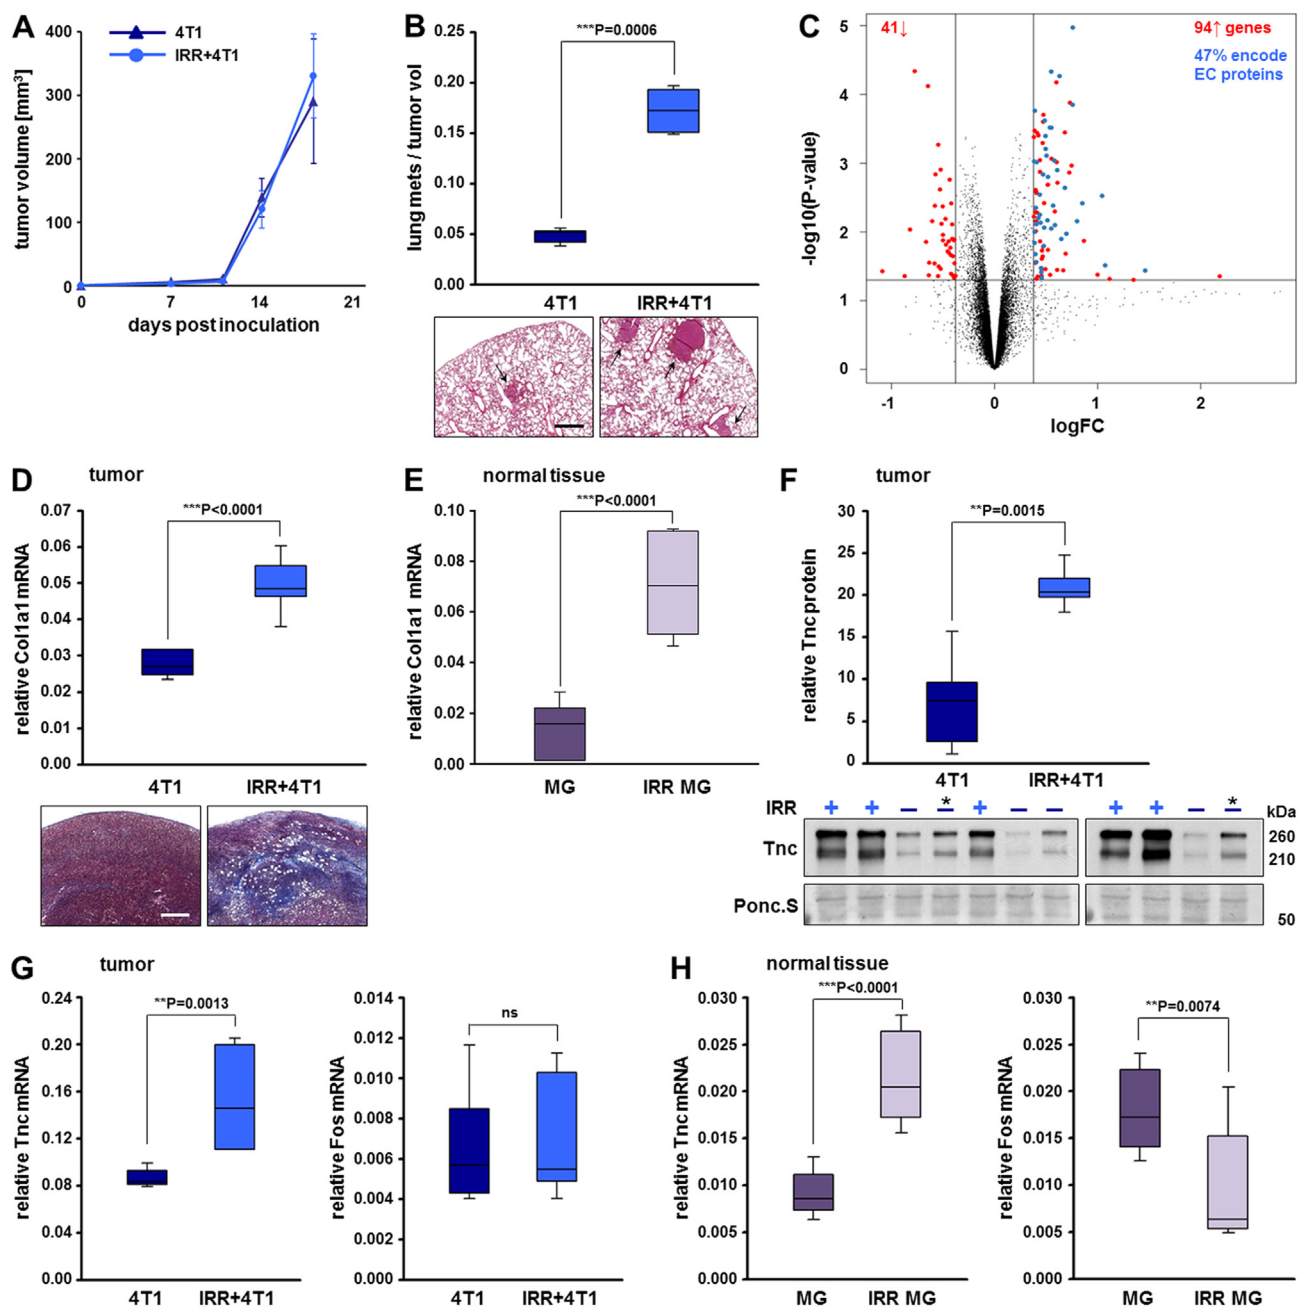 A
4T1
IRR+4T1
tumor volume [mm³]
400
300
200
100
0
0 7 14 21
days post inoculation
B
***P=0.0006
lung mets / tumor vol
0.25
0.20
0.15
0.10
0.05
0.00
4T1 IRR+4T1
C
41↓
94↑ genes
47% encode
EC proteins
-log10(P-value)
5
4
3
2
1
0
-1 0 1 2
logFC
D
tumor
***P<0.0001
relative Col1a1 mRNA
0.07
0.06
0.05
0.04
0.03
0.02
0.01
0.00
4T1 IRR+4T1
E
normal tissue
***P<0.0001
relative Col1a1 mRNA
0.10
0.08
0.06
0.04
0.02
0.00
MG IRR MG
F
tumor
**P=0.0015
relative Tnc protein
30
25
20
15
10
5
0
4T1 IRR+4T1
IRR + + − *− + − − + + − *− kDa
Tnc
260
210
Ponc.S
50
G
tumor
**P=0.0013
relative Tnc mRNA
0.24
0.20
0.16
0.12
0.08
0.04
0.00
4T1 IRR+4T1
ns
relative Fos mRNA
0.014
0.012
0.010
0.008
0.006
0.004
0.002
0.000
4T1 IRR+4T1
H
normal tissue
***P<0.0001
relative Tnc mRNA
0.030
0.025
0.020
0.015
0.010
0.005
0.000
MG IRR MG
**P=0.0074
relative Fos mRNA
0.030
0.025
0.020
0.015
0.010
0.005
0.000
MG IRR MG